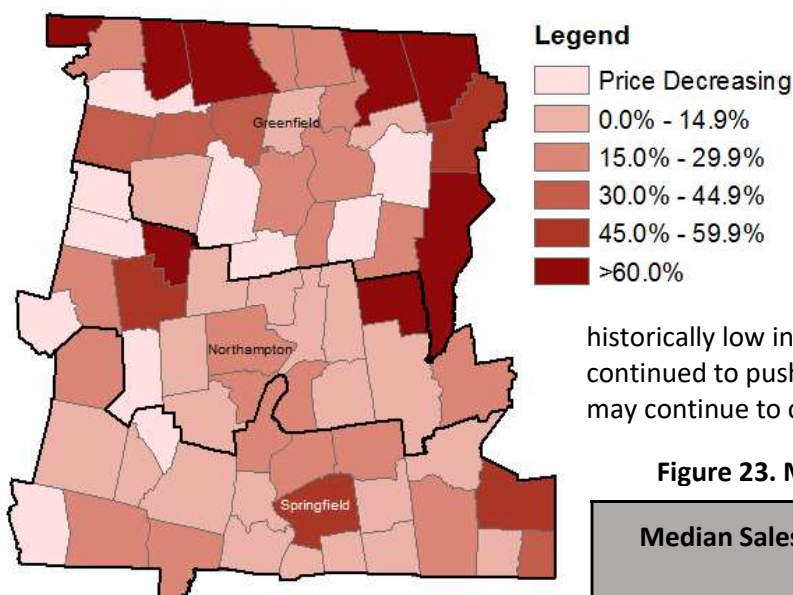 Legend
Price Decreasing
0.0% - 14.9%
15.0% - 29.9%
30.0% - 44.9%
45.0% - 59.9%
>60.0%
Greenfield
Northampton
Springfield
historically low in
continued to push
may continue to
Figure 23. M
Median Sales